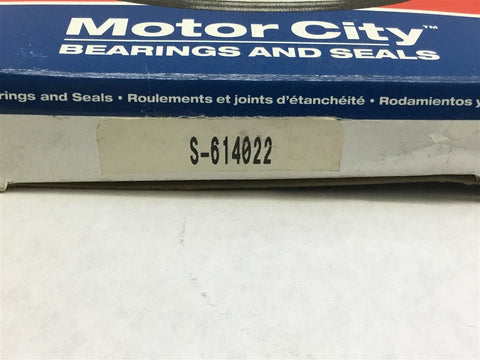 Motor City™
BEARINGS AND SEALS
rings and Seals • Roulements et joints d'étanchéité • Rodamientos y
S-614022